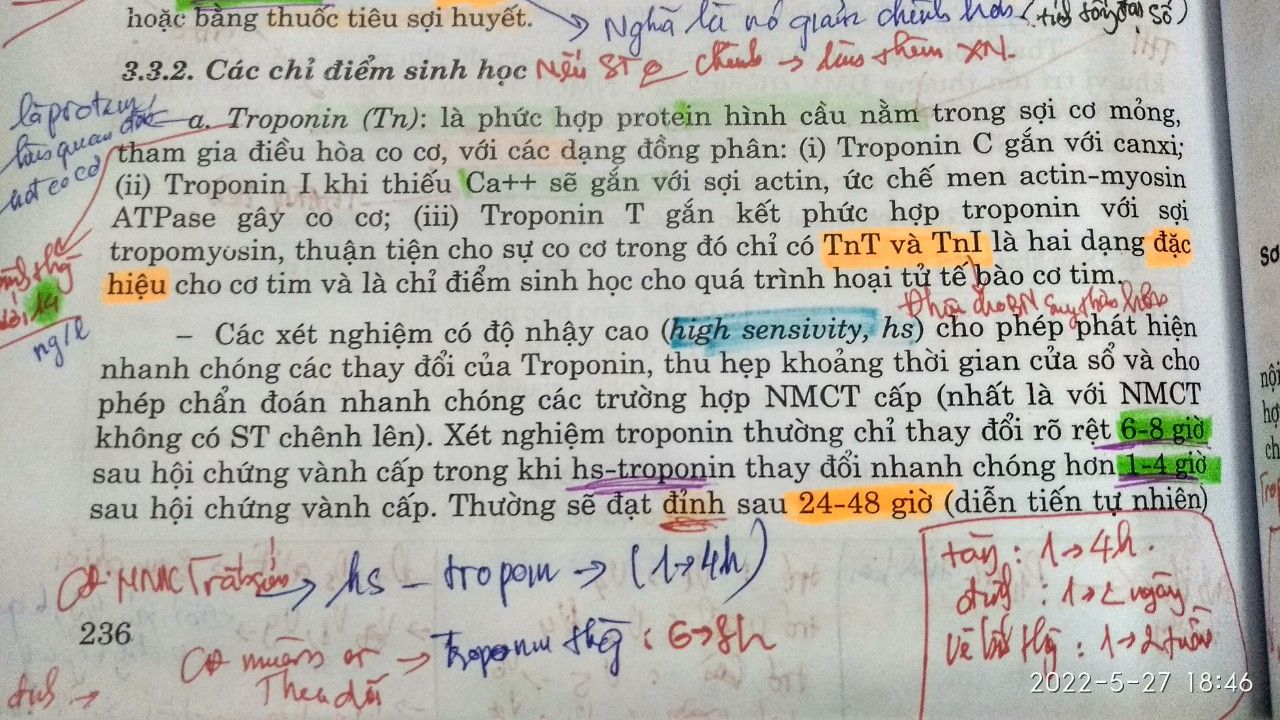 hoặc bằng thuốc tiêu sợi huyết.
→ Nghĩa là nó giảm chênh hơn (tiến tới số)
3.3.2. Các chỉ điểm sinh học Nếu ST chênh → làm thêm XN.
là protein
liên quan đến
hoạt co cơ
a. Troponin (Tn): là phức hợp protein hình cầu nằm trong sợi cơ mỏng,
tham gia điều hòa co cơ, với các dạng đồng phân: (i) Troponin C gắn với canxi;
(ii) Troponin I khi thiếu Ca++ sẽ gắn với sợi actin, ức chế men actin-myosin
ATPase gây co cơ; (iii) Troponin T gắn kết phức hợp troponin với sợi
tropomyosin, thuận tiện cho sự co cơ trong đó chỉ có TnT và TnI là hai dạng đặc
hiệu cho cơ tim và là chỉ điểm sinh học cho quá trình hoại tử tế bào cơ tim.
14
ng/l
– Các xét nghiệm có độ nhậy cao (high sensivity, hs) cho phép phát hiện
nhanh chóng các thay đổi của Troponin, thu hẹp khoảng thời gian cửa sổ và cho
phép chẩn đoán nhanh chóng các trường hợp NMCT cấp (nhất là với NMCT
không có ST chênh lên). Xét nghiệm troponin thường chỉ thay đổi rõ rệt 6-8 giờ
sau hội chứng vành cấp trong khi hs-troponin thay đổi nhanh chóng hơn 1-4 giờ
sau hội chứng vành cấp. Thường sẽ đạt đỉnh sau 24-48 giờ (diễn tiến tự nhiên)
CĐ NMCT rất sớm → hs – tropom → (1→4h)
CĐ muộn or → Troponin thg : 6→8h
Theo dõi
tăng : 1→4h.
đỉnh : 1→2 ngày
Về bt thg : 1→2 tuần
236
2022-5-27 18:46